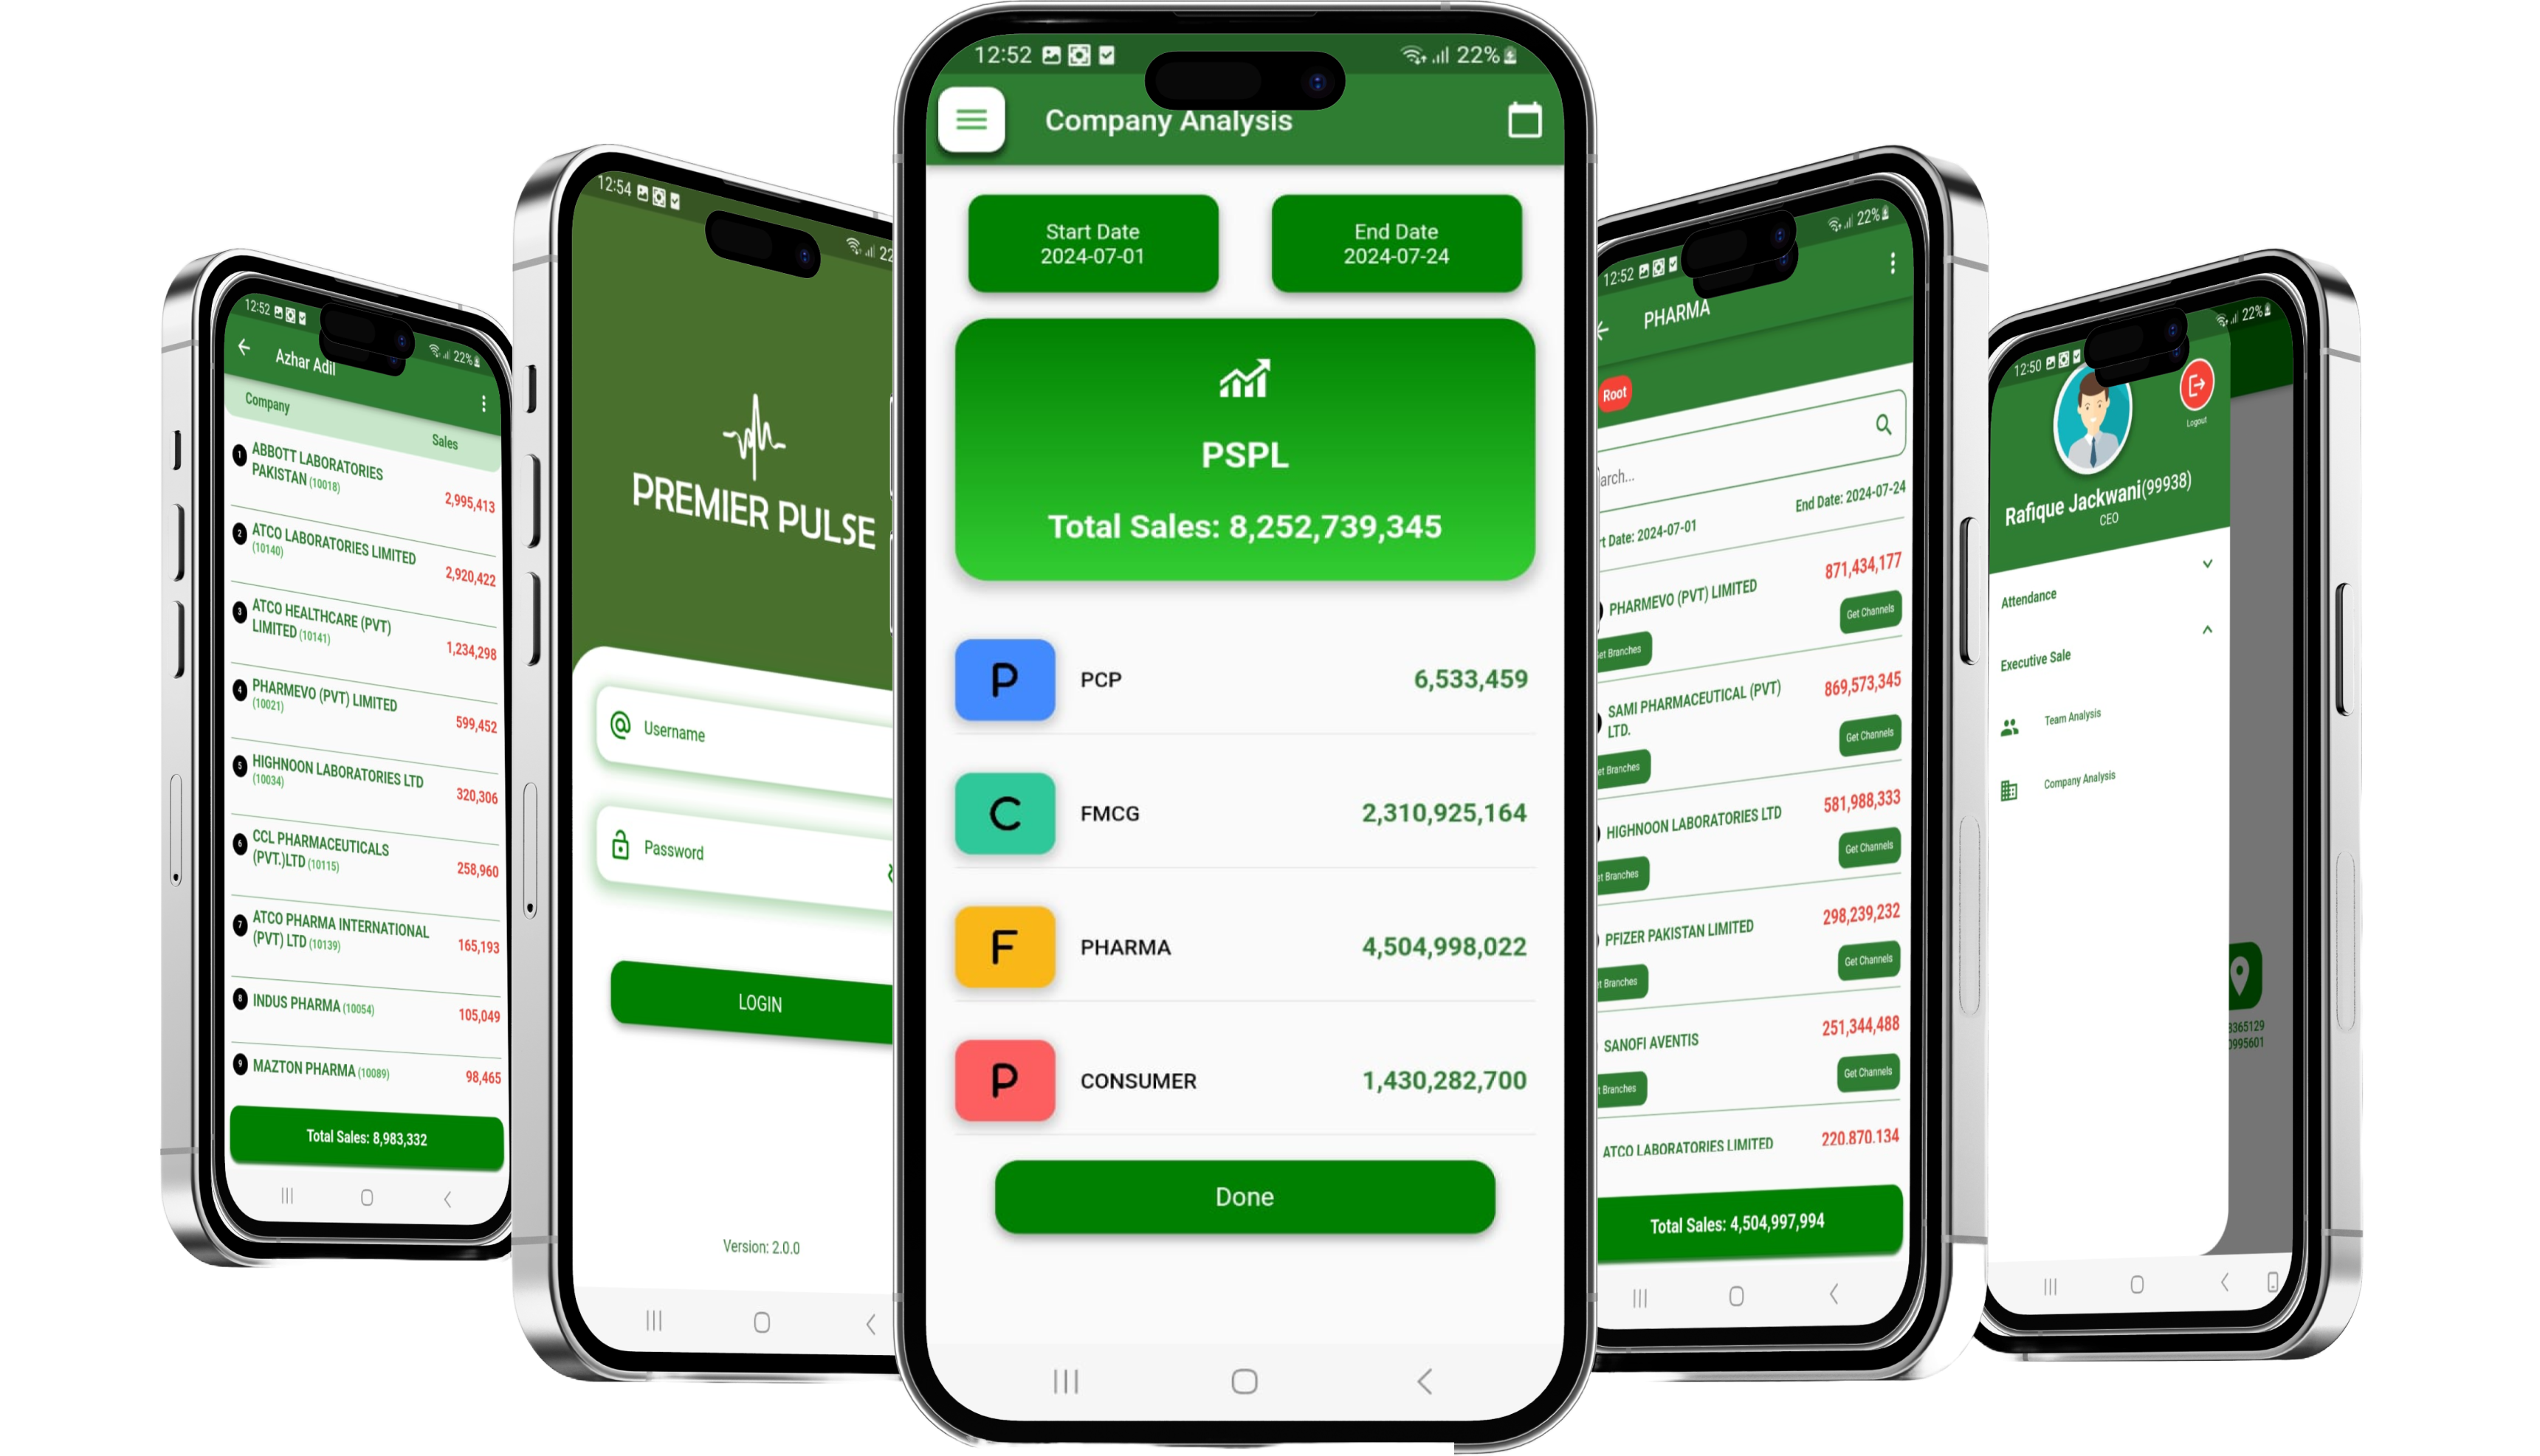 12:52
22%
Azhar Adil
Company
Sales
1
ABBOTT LABORATORIES
PAKISTAN (10018)
2,995,413
2
ATCO LABORATORIES LIMITED
(10140)
2,920,422
3
ATCO HEALTHCARE (PVT)
LIMITED (10141)
1,234,298
4
PHARMEVO (PVT) LIMITED
(10021)
599,452
5
HIGHNOON LABORATORIES LTD
(10034)
320,306
6
CCL PHARMACEUTICALS
(PVT.)LTD (10115)
258,960
7
ATCO PHARMA INTERNATIONAL
(PVT) LTD (10139)
165,193
8
INDUS PHARMA (10054)
105,049
9
MAZTON PHARMA (10089)
98,465
Total Sales: 8,983,332
12:54
22
PREMIER PULSE
Username
Password
LOGIN
Version: 2.0.0
12:52
22%
Company Analysis
Start Date
2024-07-01
End Date
2024-07-24
PSPL
Total Sales: 8,252,739,345
P
PCP
6,533,459
C
FMCG
2,310,925,164
F
PHARMA
4,504,998,022
P
CONSUMER
1,430,282,700
Done
12:52
22%
PHARMA
Root
arch...
rt Date: 2024-07-01
End Date: 2024-07-24
PHARMEVO (PVT) LIMITED
871,434,177
Get Channels
et Branches
SAMI PHARMACEUTICAL (PVT)
LTD.
869,573,345
Get Channels
et Branches
HIGHNOON LABORATORIES LTD
581,988,333
Get Channels
et Branches
PFIZER PAKISTAN LIMITED
298,239,232
Get Channels
t Branches
SANOFI AVENTIS
251,344,488
Get Channels
t Branches
ATCO LABORATORIES LIMITED
220,870,134
Total Sales: 4,504,997,994
12:50
22%
Logout
Rafique Jackwani(99938)
CEO
Attendance
Executive Sale
Team Analysis
Company Analysis
3365129
0995601